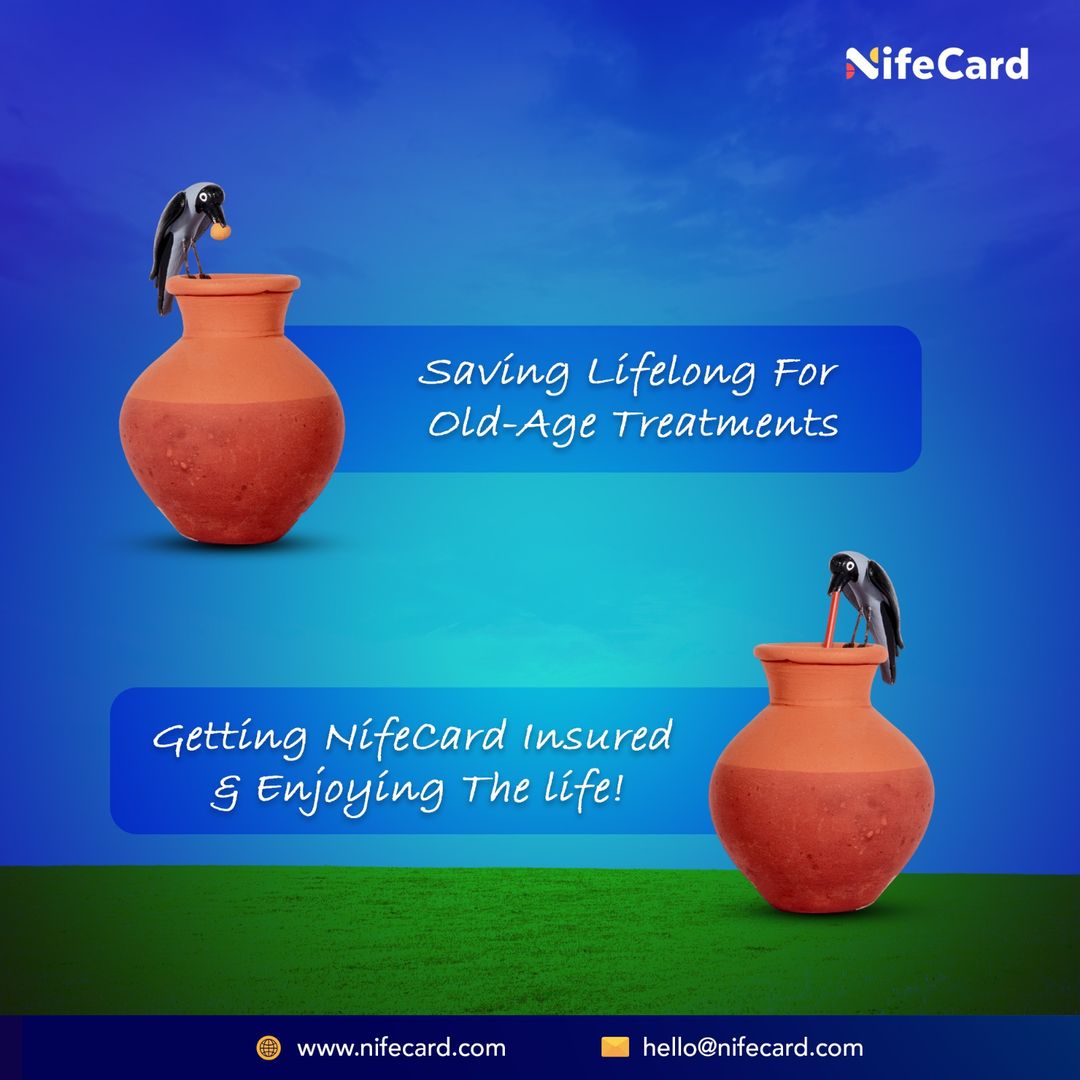 NifeCard
Saving Lifelong For
Old-Age Treatments
Getting NifeCard Insured
& Enjoying The life!
www.nifecard.com
hello@nifecard.com